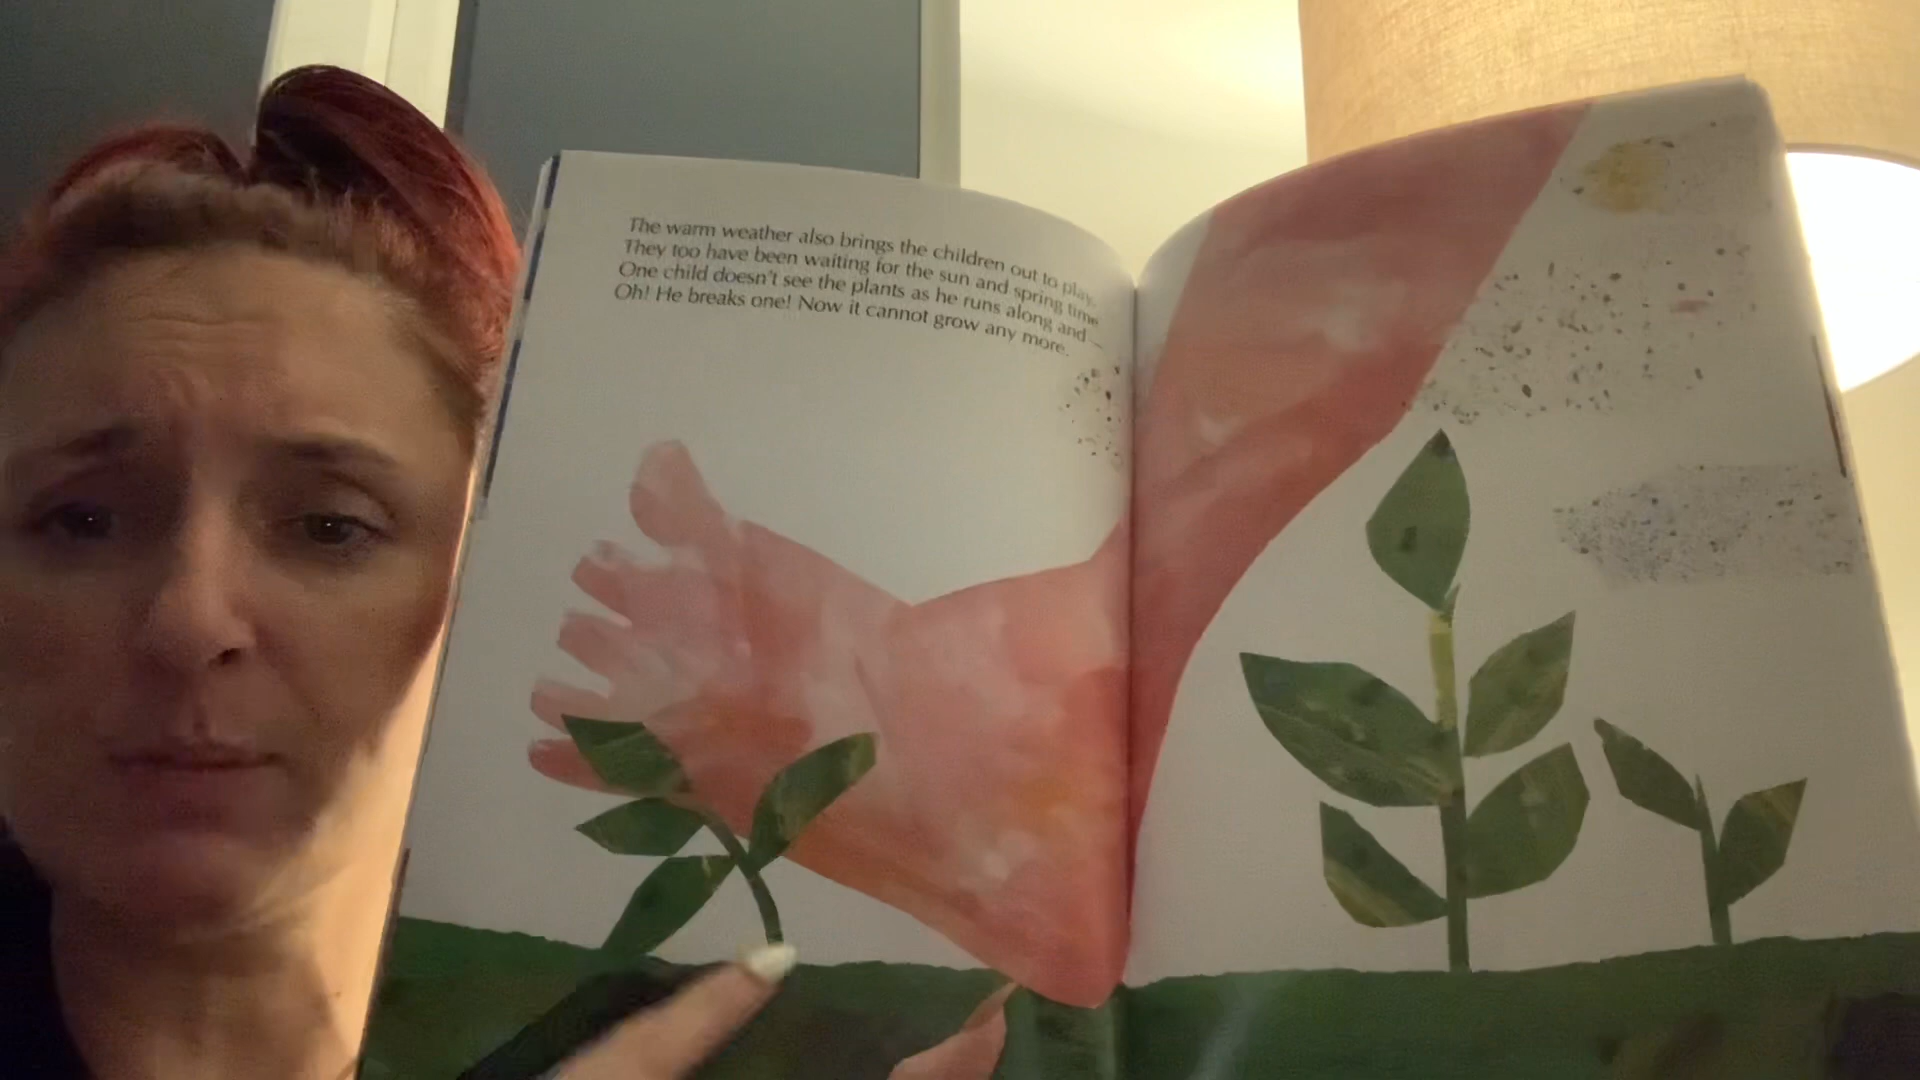 The warm weather also brings the children out to play.
They too have been waiting for the sun and spring time
One child doesn't see the plants as he runs along and—
Oh! He breaks one! Now it cannot grow any more.